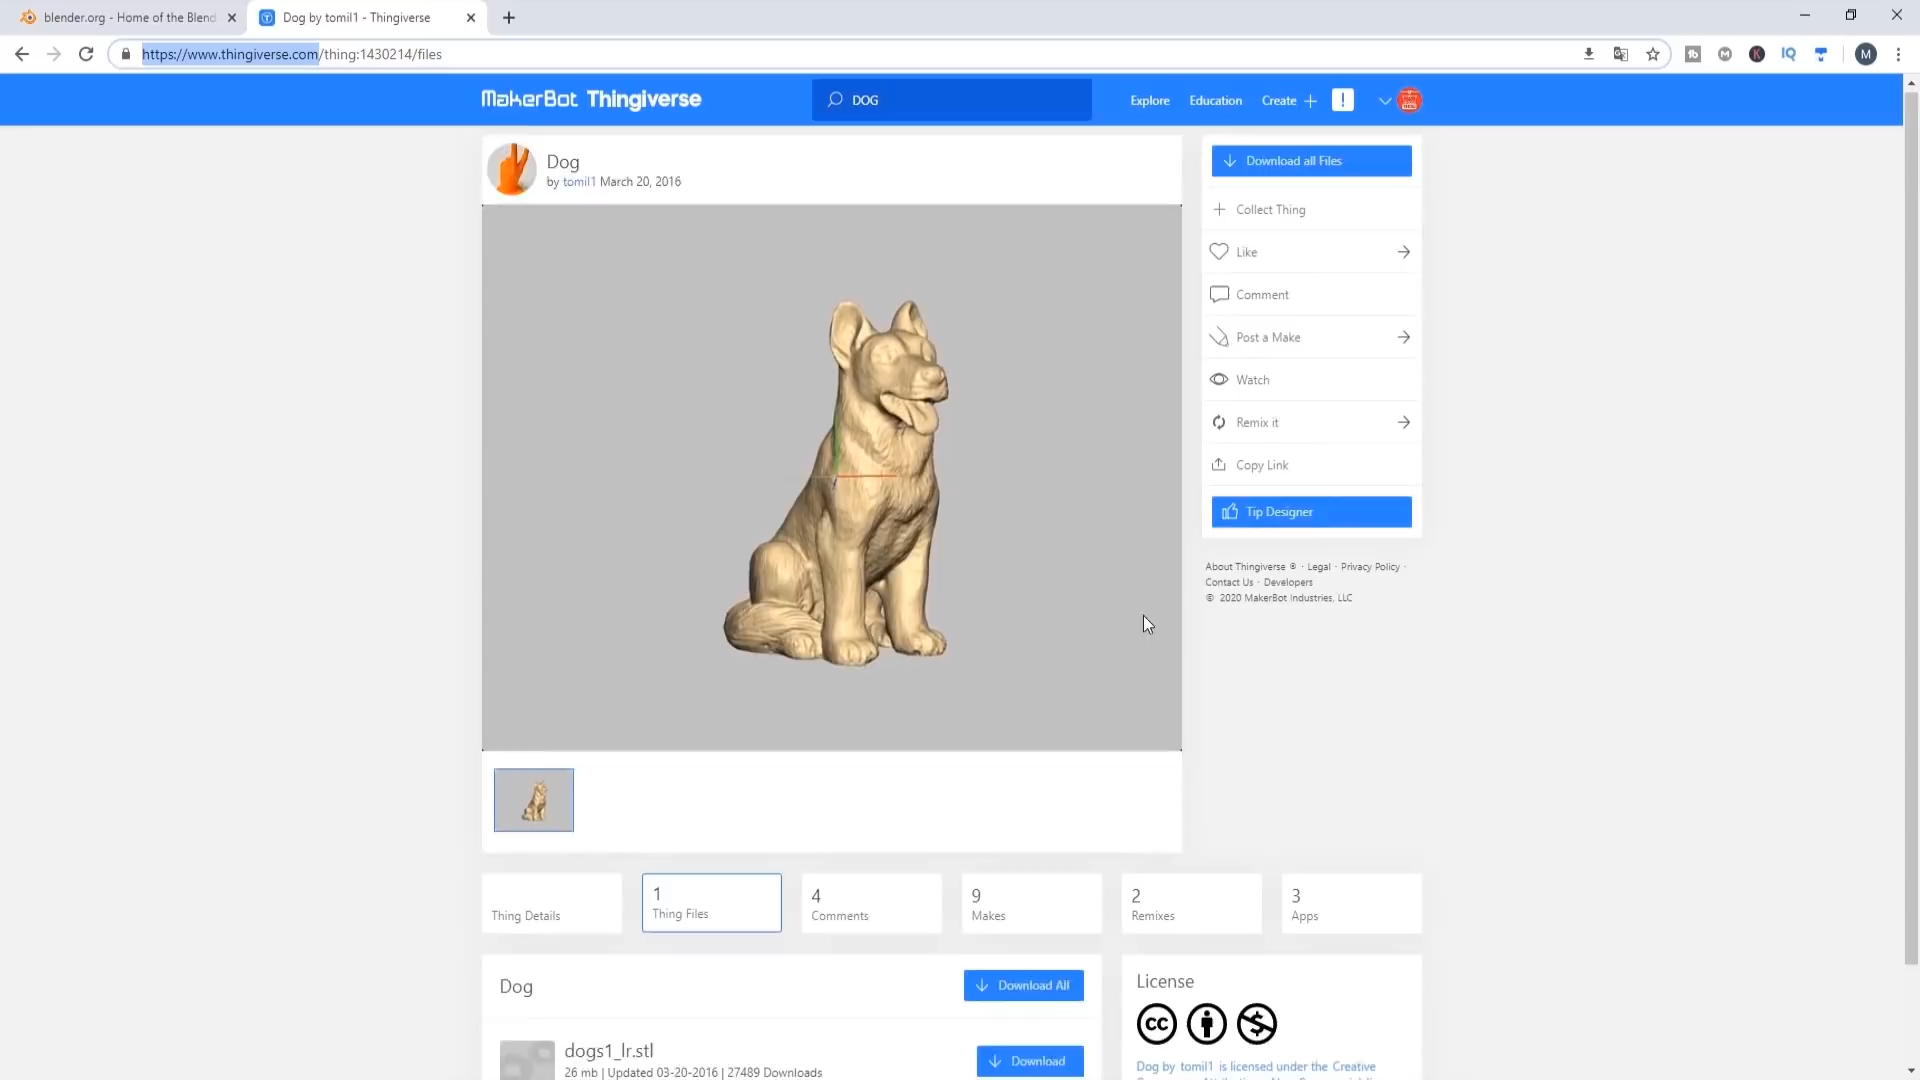 blender.org - Home of the Blend
Dog by tomil1 - Thingiverse
https://www.thingiverse.com/thing:1430214/files
M
MakerBot Thingiverse
DOG
Explore
Education
Create
Dog
by tomil1 March 20, 2016
Download all Files
Collect Thing
Like
Comment
Post a Make
Watch
Remix it
Copy Link
Tip Designer
About Thingiverse ® · Legal · Privacy Policy ·
Contact Us · Developers
© 2020 MakerBot Industries, LLC
Thing Details
1
Thing Files
4
Comments
9
Makes
2
Remixes
3
Apps
Dog
Download All
dogs1_lr.stl
26 mb | Updated 03-20-2016 | 27489 Downloads
Download
License
Dog by tomil1 is licensed under the Creative